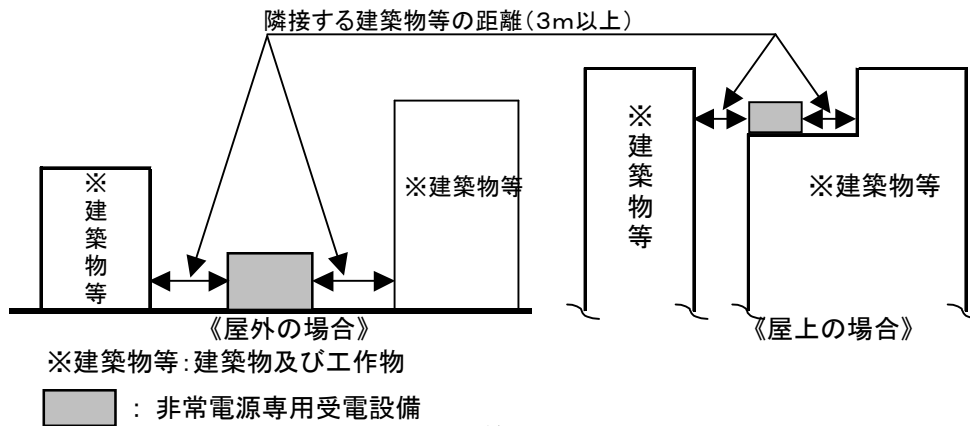 隣接する建築物等の距離（３ｍ以上）
※建築物等
※建築物等
※建築物等
※建築物等
《屋外の場合》
《屋上の場合》
※建築物等：建築物及び工作物
：非常電源専用受電設備